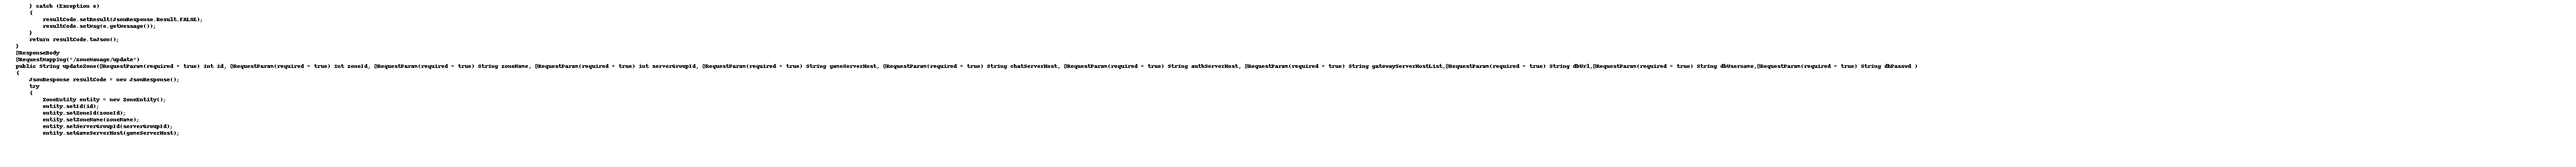 } catch (Exception e)
{
resultCode.setResult(JsonResponse.Result.FALSE);
resultCode.setMsg(e.getMessage());
}
return resultCode.toJson();
}
@ResponseBody
@RequestMapping("/zoneManage/update")
public String updateZone(@RequestParam(required = true) int id, @RequestParam(required = true) int zoneId, @RequestParam(required = true) String zoneName, @RequestParam(required = true) int serverGroupId, @RequestParam(required = true) String gameServerHost, @RequestParam(required = true) String chatServerHost, @RequestParam(required = true) String authServerHost, @RequestParam(required = true) String gatewayServerHostList,@RequestParam(required = true) String dbUrl,@RequestParam(required = true) String dbUsername,@RequestParam(required = true) String dbPasswd )
{
JsonResponse resultCode = new JsonResponse();
try
{
ZoneEntity entity = new ZoneEntity();
entity.setId(id);
entity.setZoneId(zoneId);
entity.setZoneName(zoneName);
entity.setServerGroupId(serverGroupId);
entity.setGameServerHost(gameServerHost);